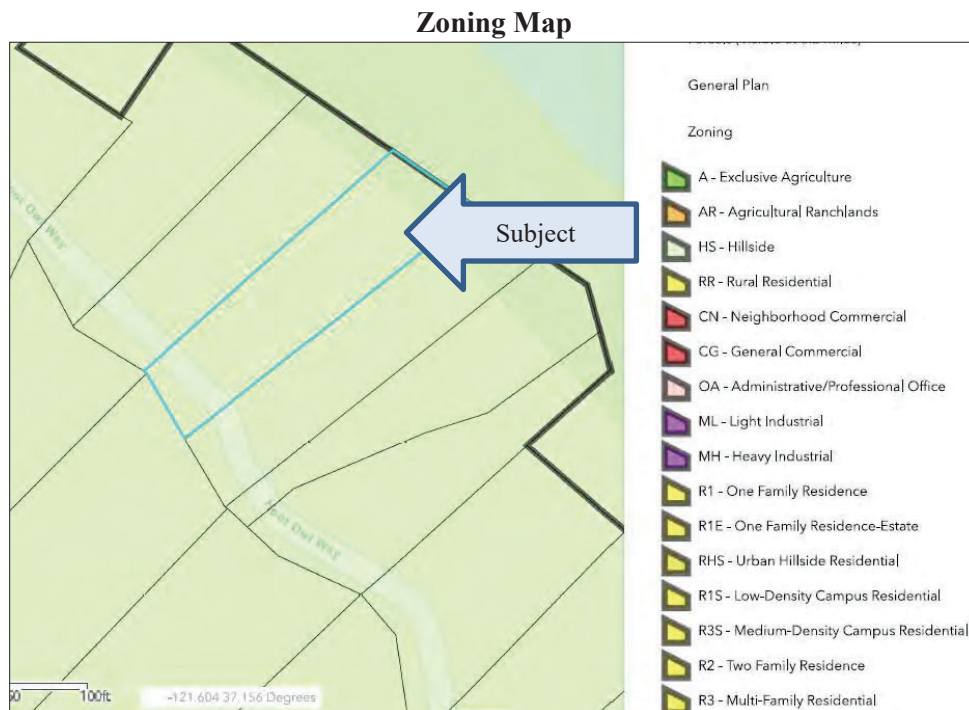 Zoning Map
General Plan
Zoning
A - Exclusive Agriculture
AR - Agricultural Ranchlands
HS - Hillside
RR - Rural Residential
CN - Neighborhood Commercial
CG - General Commercial
OA - Administrative/Professional Office
ML - Light Industrial
MH - Heavy Industrial
R1 - One Family Residence
R1E - One Family Residence-Estate
RHS - Urban Hillside Residential
R1S - Low-Density Campus Residential
R3S - Medium-Density Campus Residential
R2 - Two Family Residence
R3 - Multi-Family Residential
Subject
Owl Way
Owl Way
100ft
-121.604 37.156 Degrees